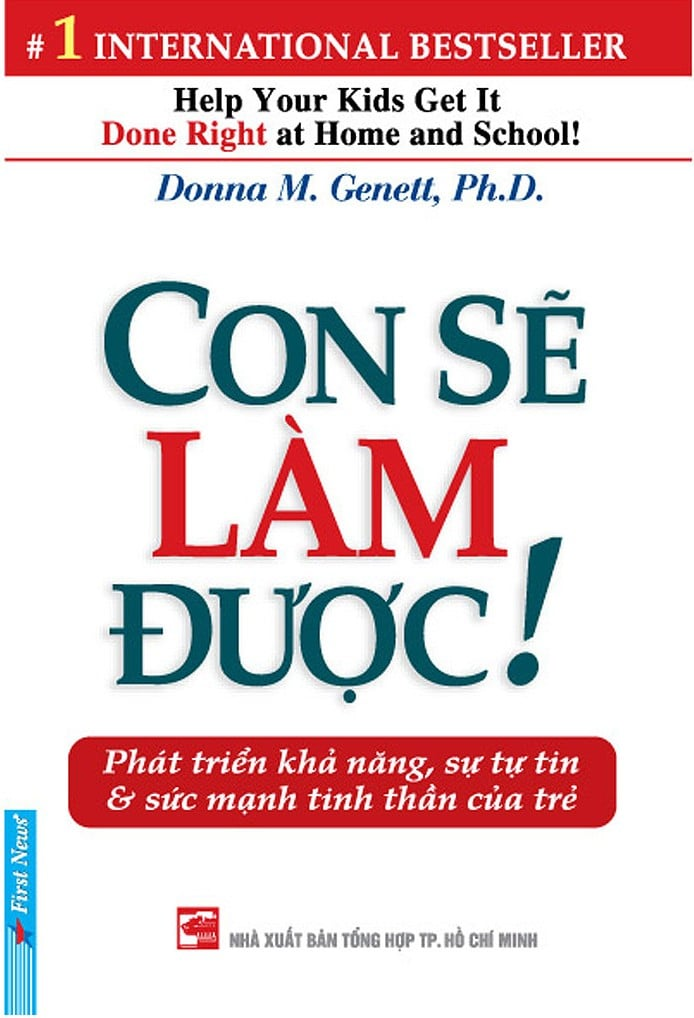 # 1 INTERNATIONAL BESTSELLER
Help Your Kids Get It
Done Right at Home and School!
Donna M. Genett, Ph.D.
CON SẼ
LÀM
ĐƯỢC!
Phát triển khả năng, sự tự tin
& sức mạnh tinh thần của trẻ
First News
NHÀ XUẤT BẢN TỔNG HỢP TP. HỒ CHÍ MINH